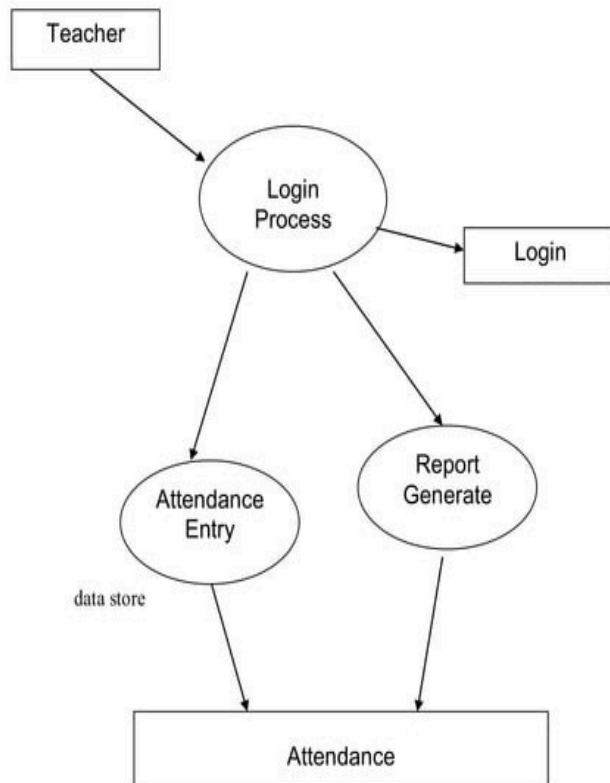 Teacher
Login
Process
Login
Report
Generate
Attendance
Entry
data store
Attendance